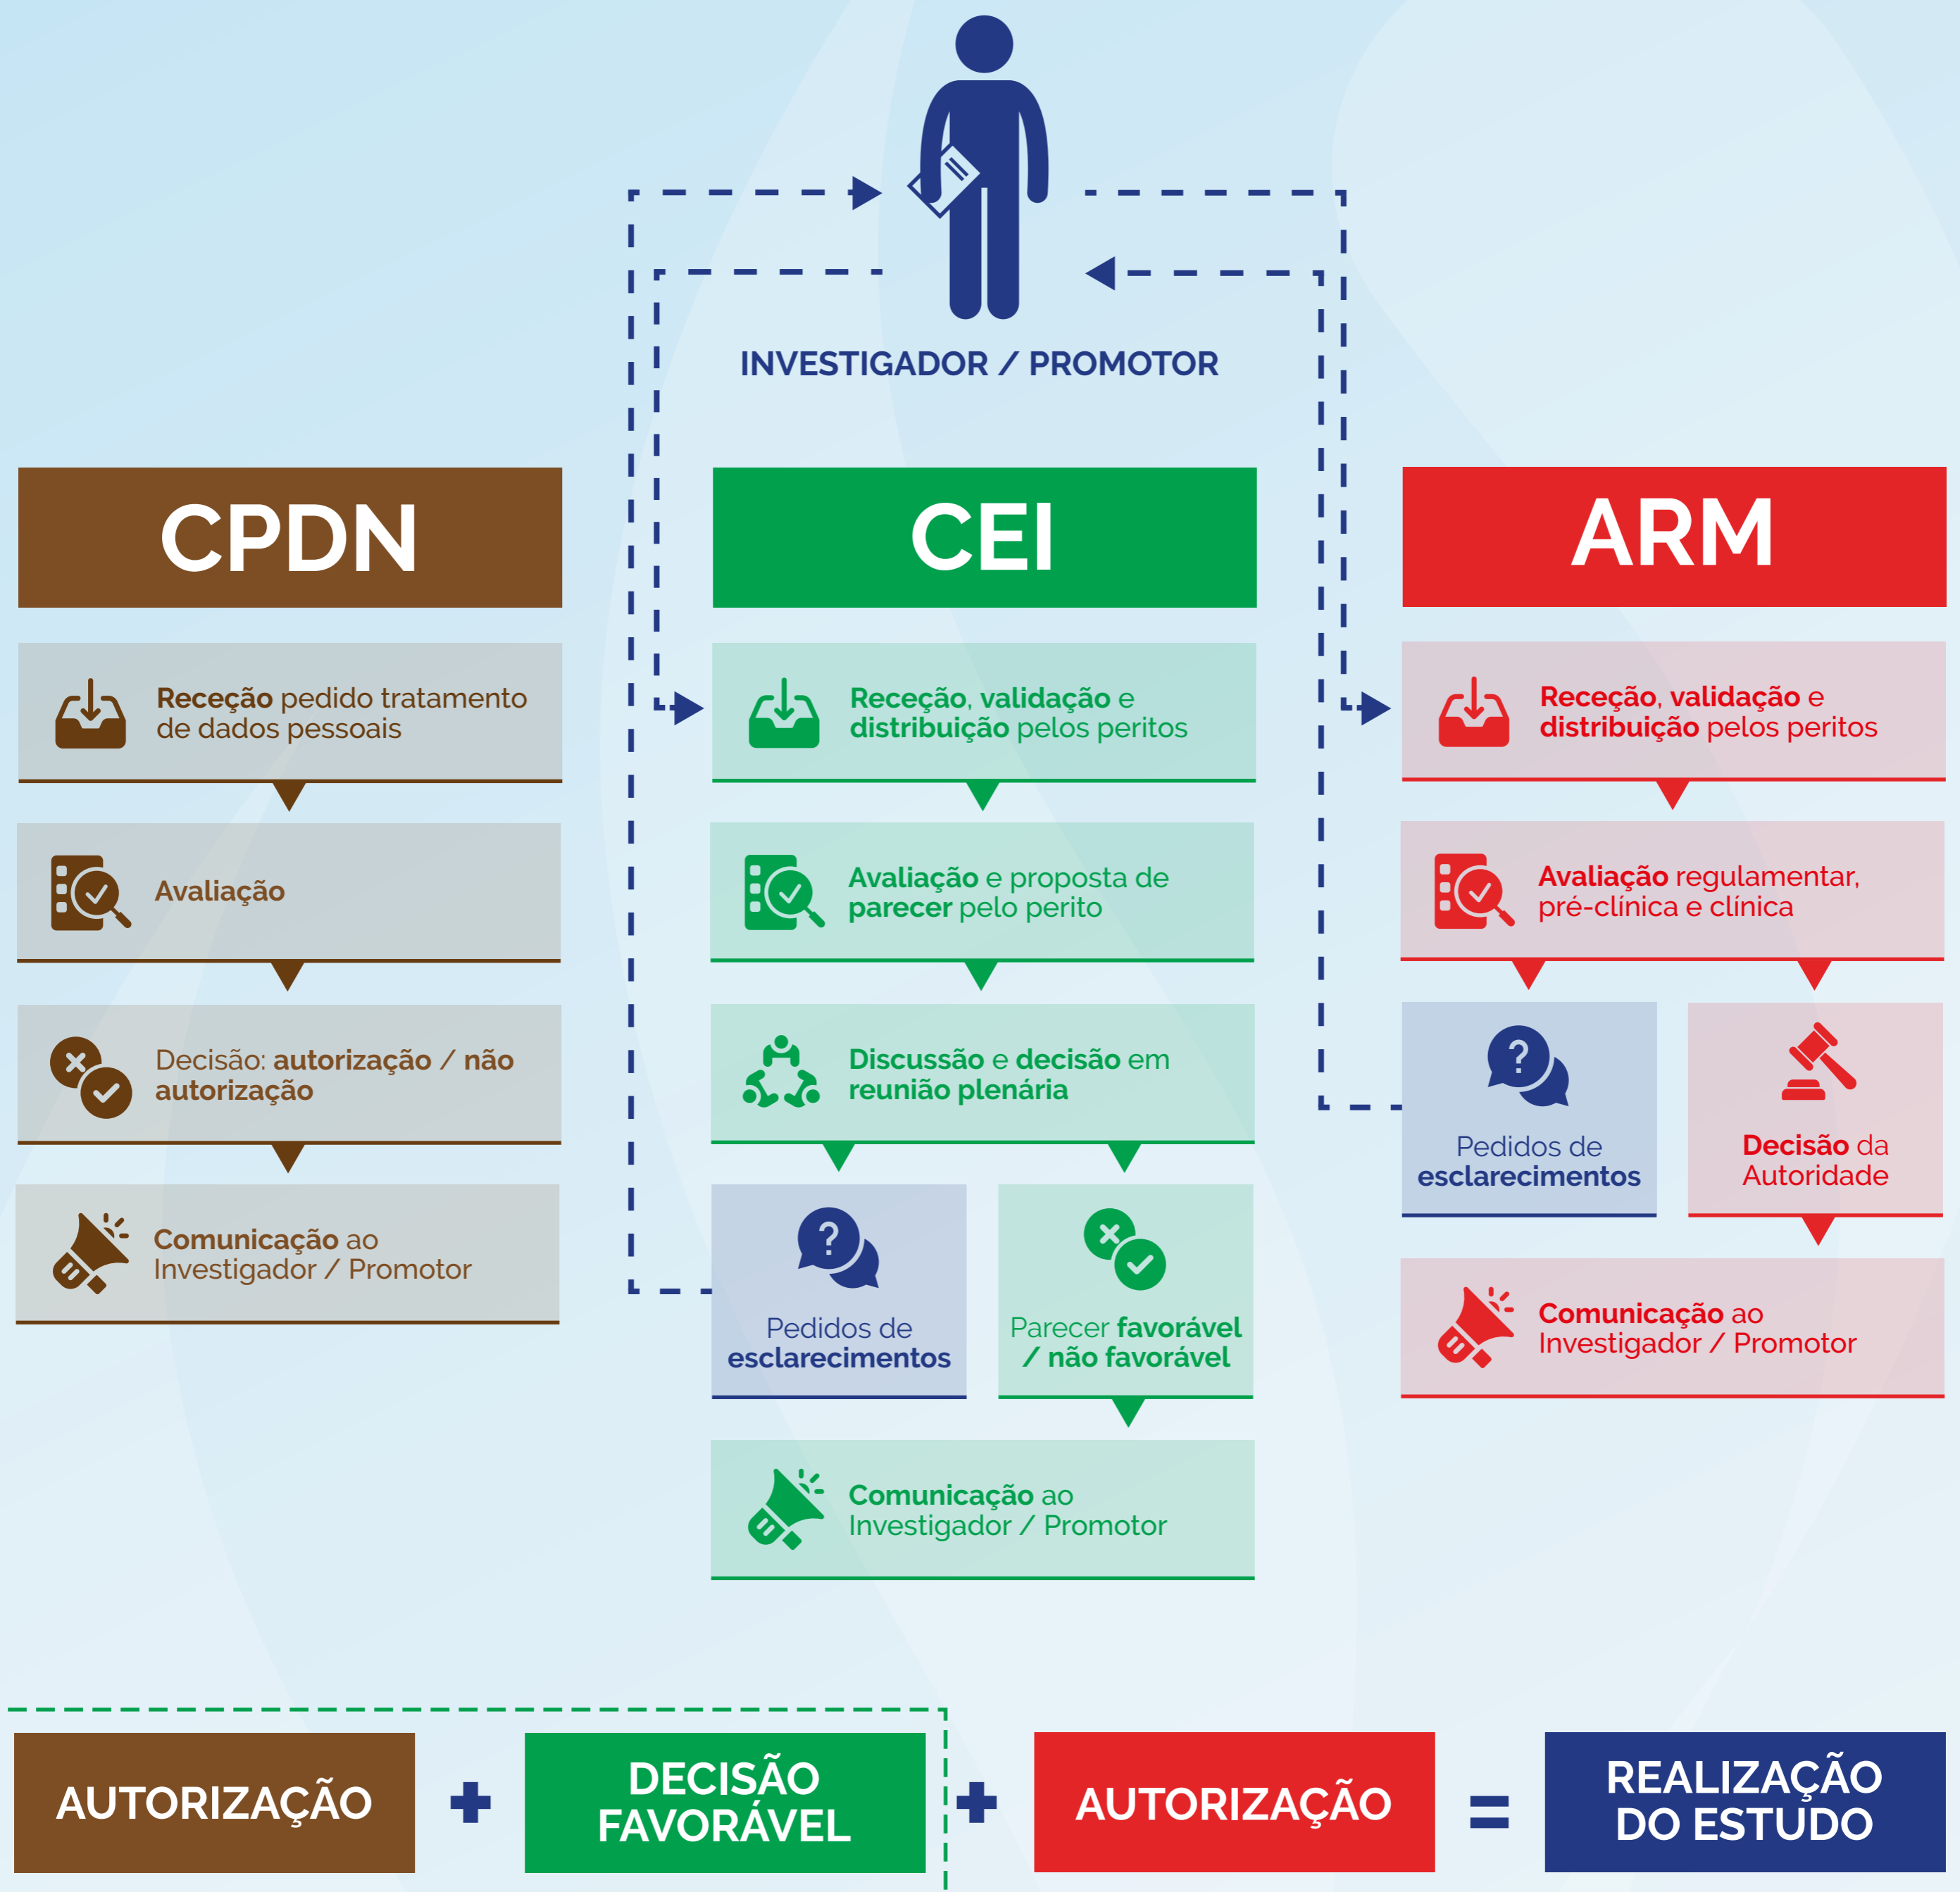 INVESTIGADOR / PROMOTOR
CPDN
Receção pedido tratamento
de dados pessoais
Avaliação
Decisão: autorização / não
autorização
Comunicação ao
Investigador / Promotor
CEI
Receção, validação e
distribuição pelos peritos
Avaliação e proposta de
parecer pelo perito
Discussão e decisão em
reunião plenária
?
Pedidos de
esclarecimentos
Parecer favorável
/ não favorável
Comunicação ao
Investigador / Promotor
ARM
Receção, validação e
distribuição pelos peritos
Avaliação regulamentar,
pré-clínica e clínica
?
Pedidos de
esclarecimentos
Decisão da
Autoridade
Comunicação ao
Investigador / Promotor
AUTORIZAÇÃO
+
DECISÃO
FAVORÁVEL
+
AUTORIZAÇÃO
=
REALIZAÇÃO
DO ESTUDO